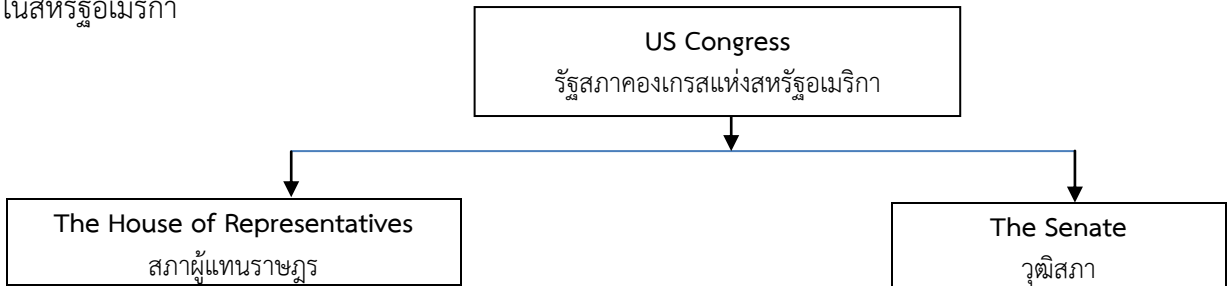 ในสหรัฐอเมริกา
US Congress
รัฐสภาคองเกรสแห่งสหรัฐอเมริกา
The House of Representatives
สภาผู้แทนราษฎร
The Senate
วุฒิสภา